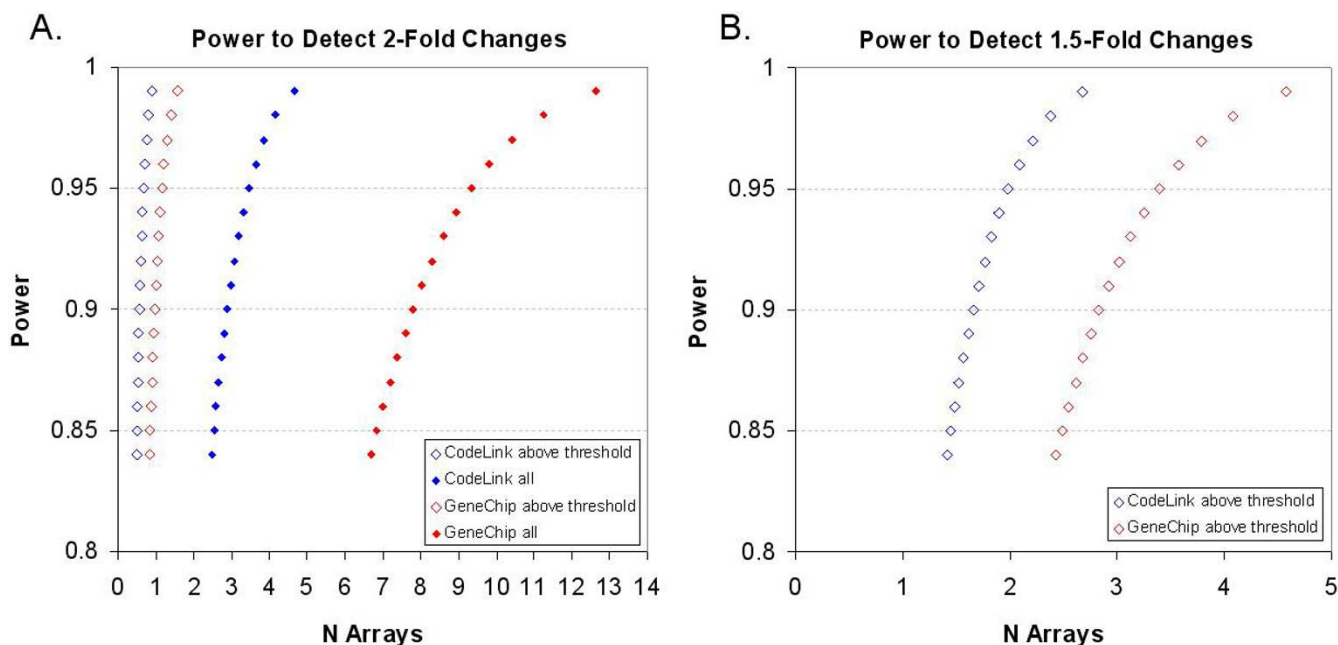 A.
Power to Detect 2-Fold Changes
1
0.95
0.9
0.85
0.8
Power
0 1 2 3 4 5 6 7 8 9 10 11 12 13 14
N Arrays
CodeLink above threshold
CodeLink all
GeneChip above threshold
GeneChip all
B.
Power to Detect 1.5-Fold Changes
1
0.95
0.9
0.85
0.8
Power
0 1 2 3 4 5
N Arrays
CodeLink above threshold
GeneChip above threshold